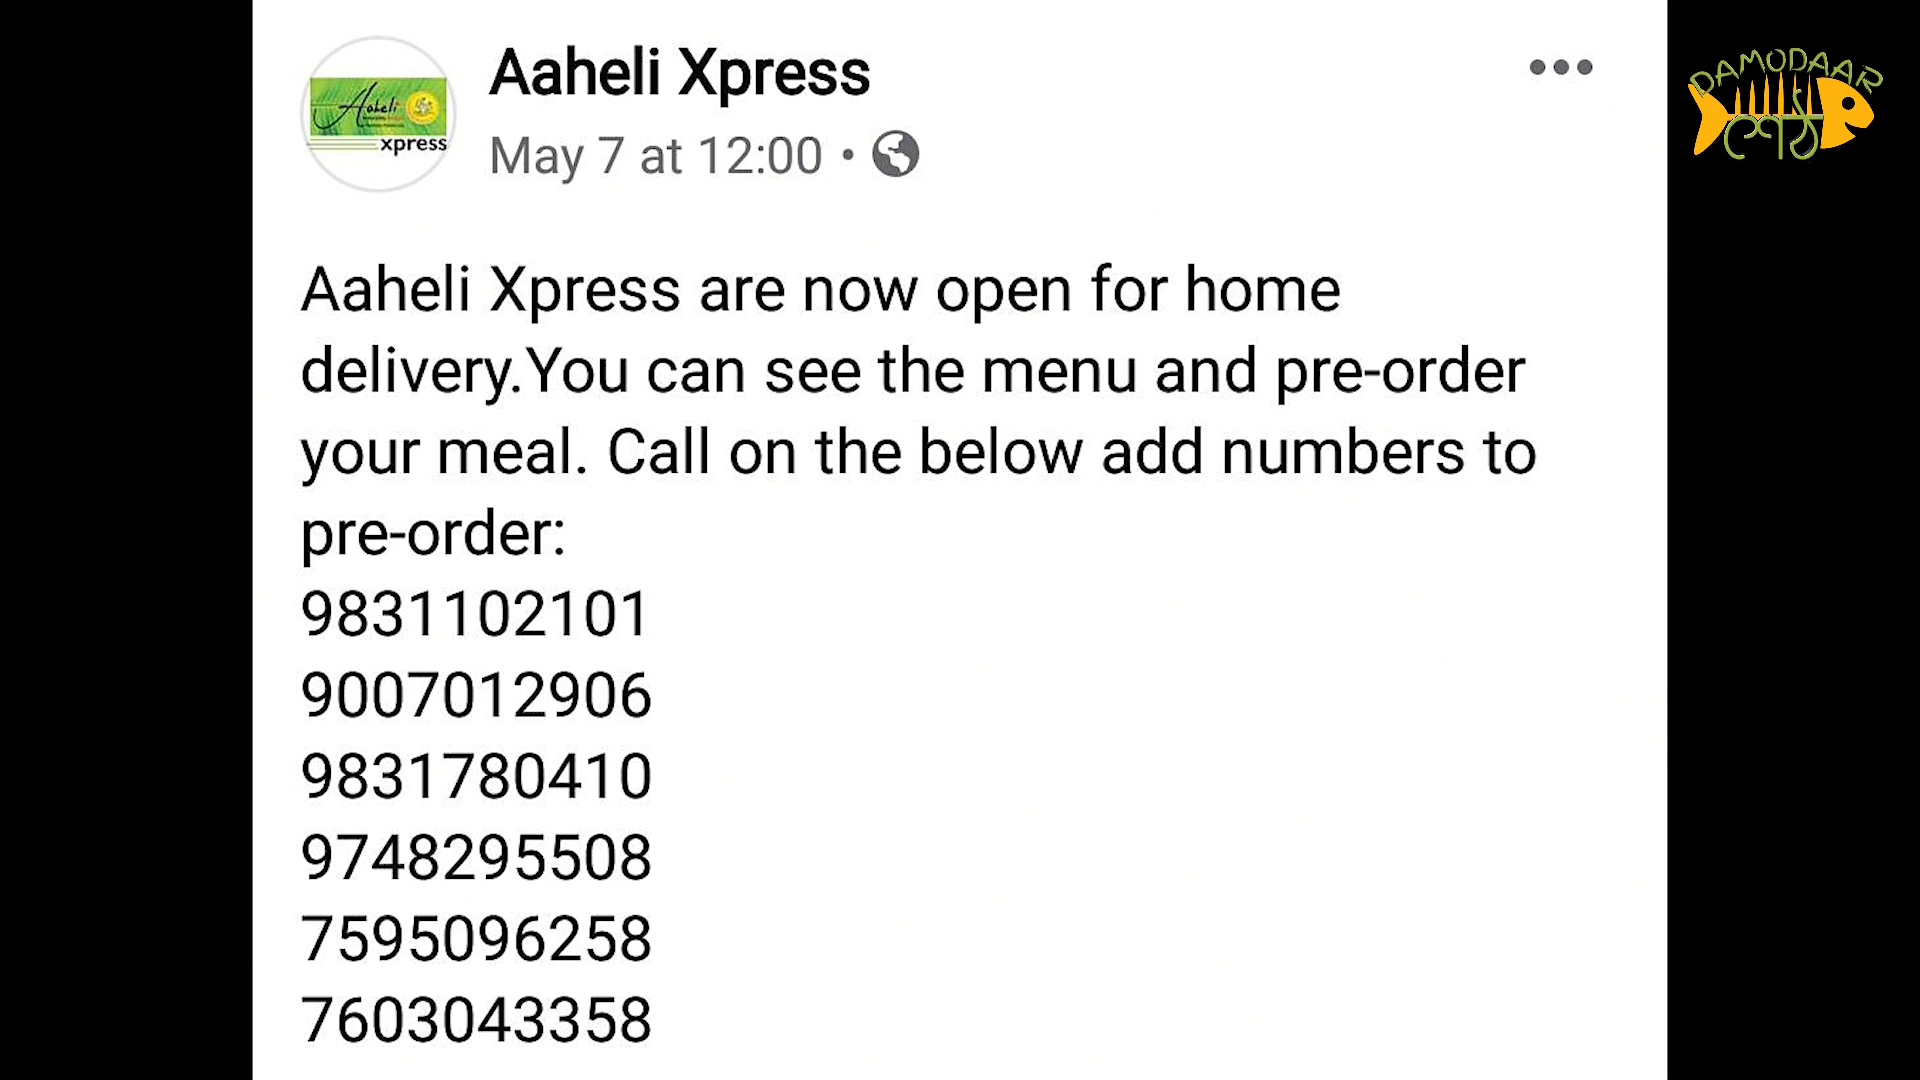 Aaheli
xpress
Aaheli Xpress
May 7 at 12:00 •
Aaheli Xpress are now open for home
delivery.You can see the menu and pre-order
your meal. Call on the below add numbers to
pre-order:
9831102101
9007012906
9831780410
9748295508
7595096258
7603043358
DAMODAAR